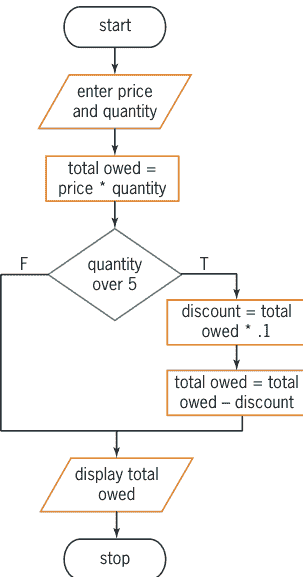 start
enter price
and quantity
total owed =
price * quantity
F
quantity
over 5
T
discount = total
owed * .1
total owed = total
owed – discount
display total
owed
stop